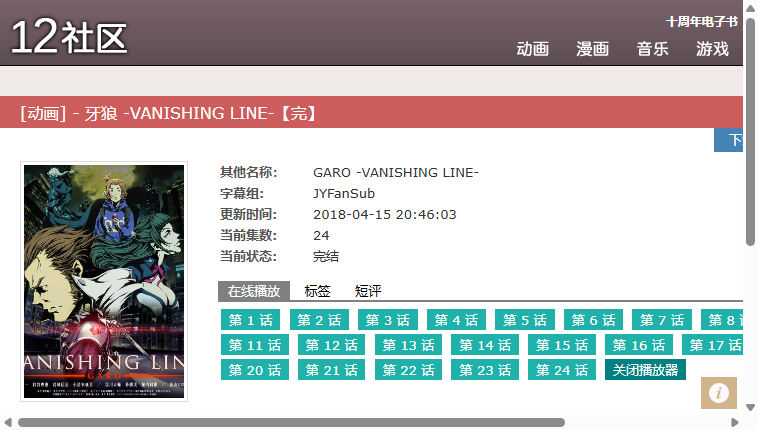 十周年电子书
12社区
动画 漫画 音乐 游戏
[动画] - 牙狼 -VANISHING LINE-【完】
其他名称: GARO -VANISHING LINE-
字幕组: JYFanSub
更新时间: 2018-04-15 20:46:03
当前集数: 24
当前状态: 完结
VANISHING LIN
GARO
在线播放 标签 短评
第 1 话 第 2 话 第 3 话 第 4 话 第 5 话 第 6 话 第 7 话 第 8
第 11 话 第 12 话 第 13 话 第 14 话 第 15 话 第 16 话 第 17 话
第 20 话 第 21 话 第 22 话 第 23 话 第 24 话 关闭播放器